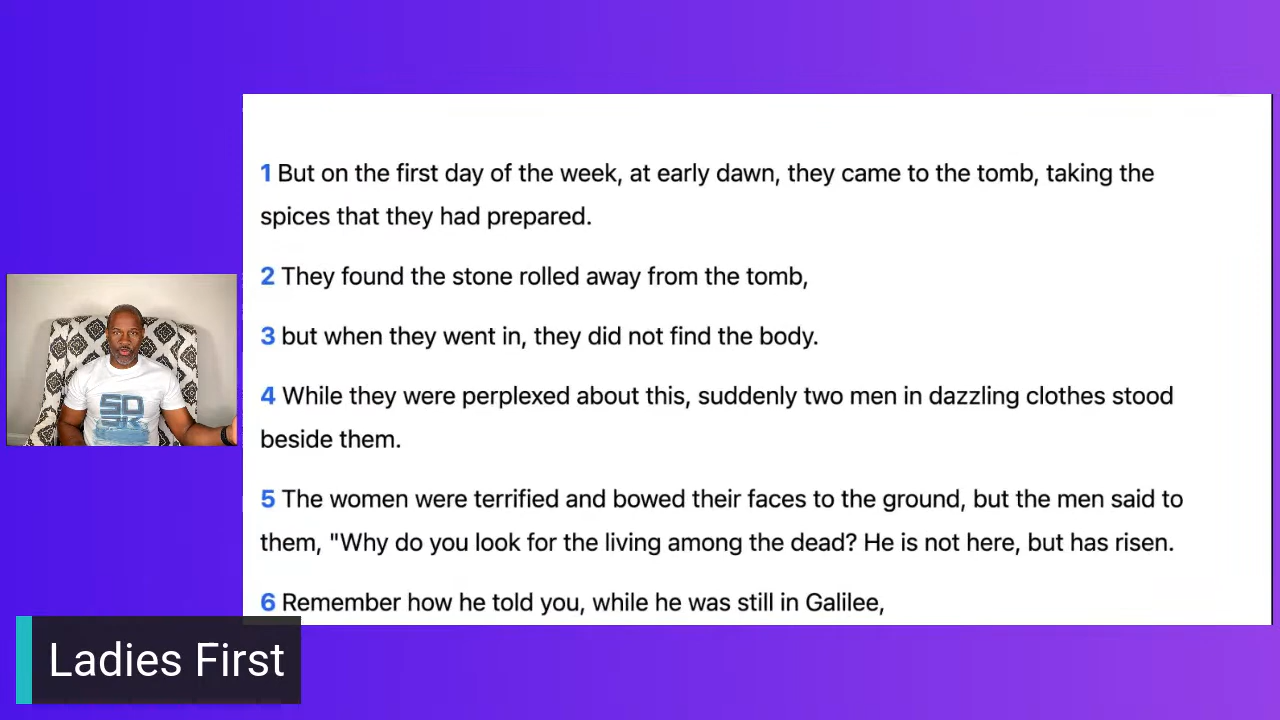 1 But on the first day of the week, at early dawn, they came to the tomb, taking the
spices that they had prepared.
2 They found the stone rolled away from the tomb,
3 but when they went in, they did not find the body.
4 While they were perplexed about this, suddenly two men in dazzling clothes stood
beside them.
5 The women were terrified and bowed their faces to the ground, but the men said to
them, "Why do you look for the living among the dead? He is not here, but has risen.
6 Remember how he told you, while he was still in Galilee,
Ladies First